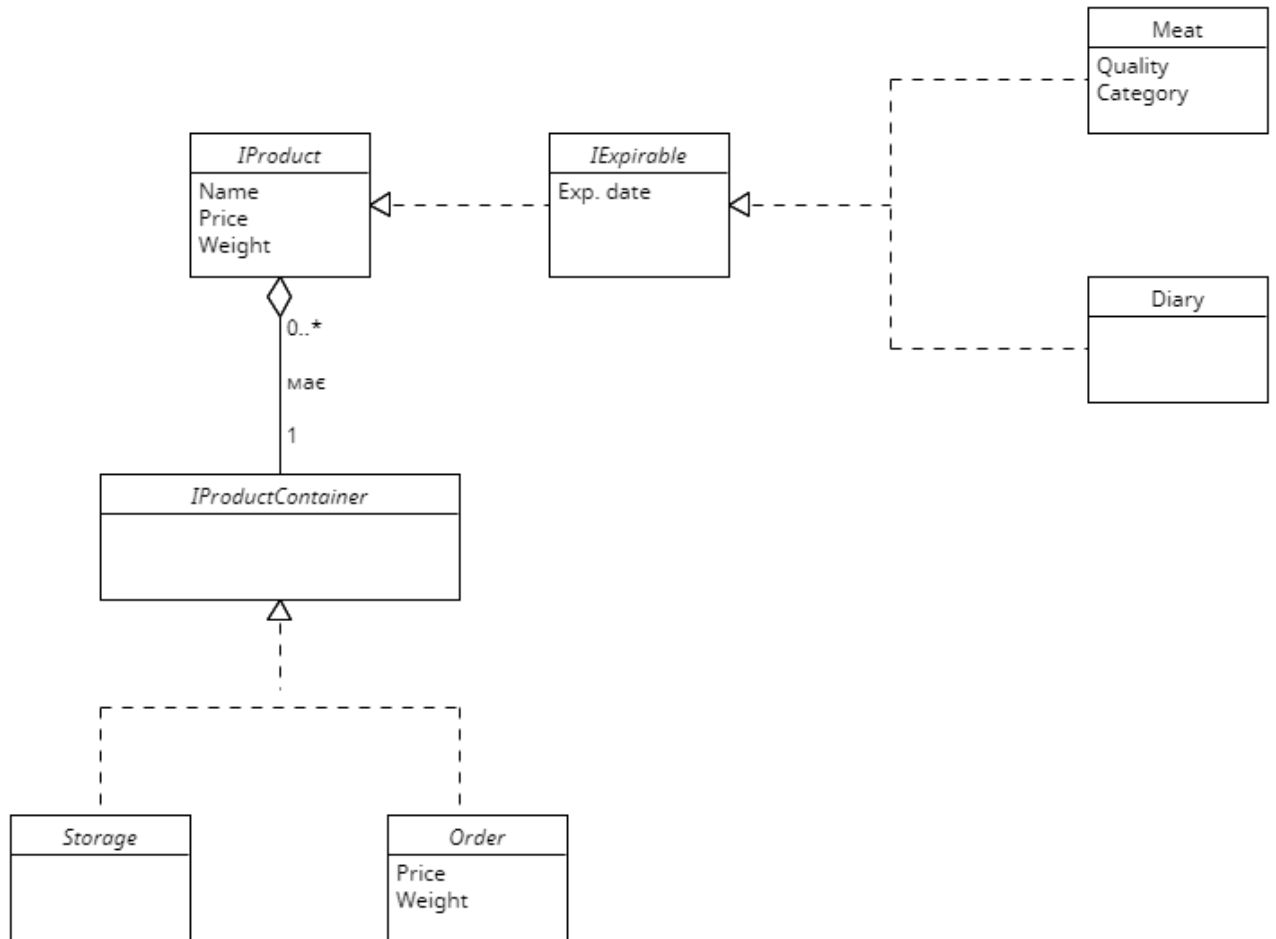 Meat
Quality
Category
IProduct
Name
Price
Weight
IExpirable
Exp. date
Diary
0..*
має
1
IProductContainer
Storage
Order
Price
Weight